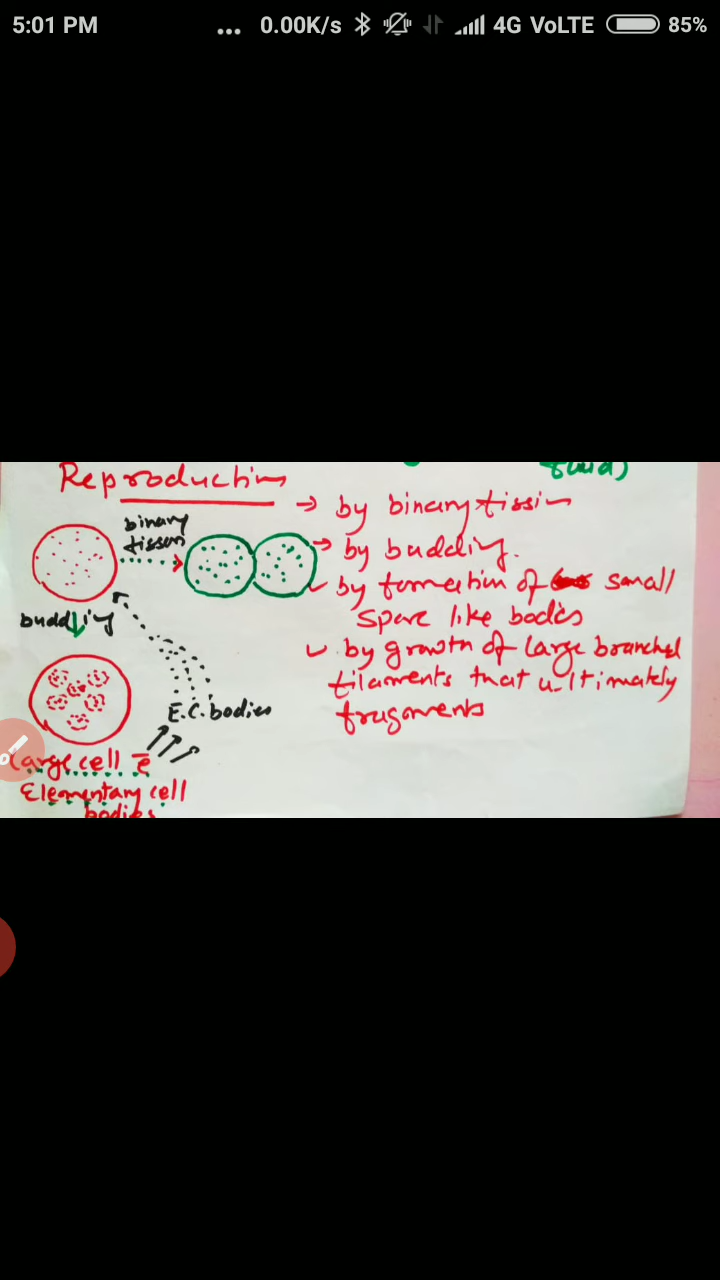 5:01 PM ... 0.00K/s 4G VoLTE 85%
fluid)
Reproduction
→ by binary fission
→ by budding.
✓ by formation of small
spore like bodies
✓ by growth of large branched
filaments that ultimately
fragments
binary
fission
budding
E.C. bodies
Large cell c̄
Elementary cell
bodies